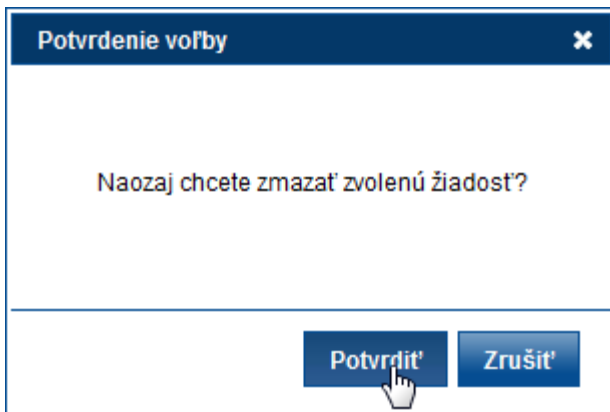 Potvrdenie voľby
Naozaj chcete zmazať zvolenú žiadosť?
Potvrdiť
Zrušiť